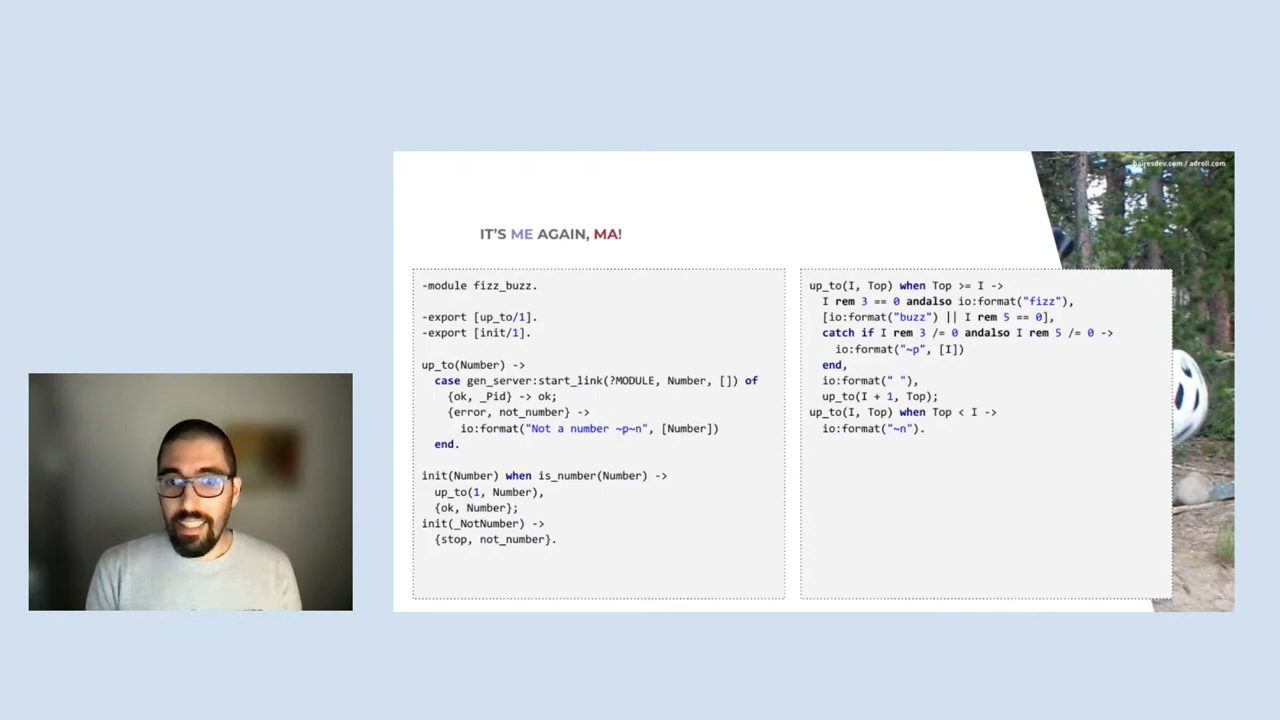 bairesdev.com / adroll.com
IT'S ME AGAIN, MA!
-module fizz_buzz.
-export [up_to/1].
-export [init/1].
up_to(Number) ->
  case gen_server:start_link(?MODULE, Number, []) of
    {ok, _Pid} -> ok;
    {error, not_number} ->
      io:format("Not a number ~p~n", [Number])
  end.
init(Number) when is_number(Number) ->
  up_to(1, Number),
  {ok, Number};
init(_NotNumber) ->
  {stop, not_number}.
up_to(I, Top) when Top >= I ->
  I rem 3 == 0 andalso io:format("fizz"),
  [io:format("buzz") || I rem 5 == 0],
  catch if I rem 3 /= 0 andalso I rem 5 /= 0 ->
    io:format("~p", [I])
  end,
  io:format(" "),
  up_to(I + 1, Top);
up_to(I, Top) when Top < I ->
  io:format("~n").